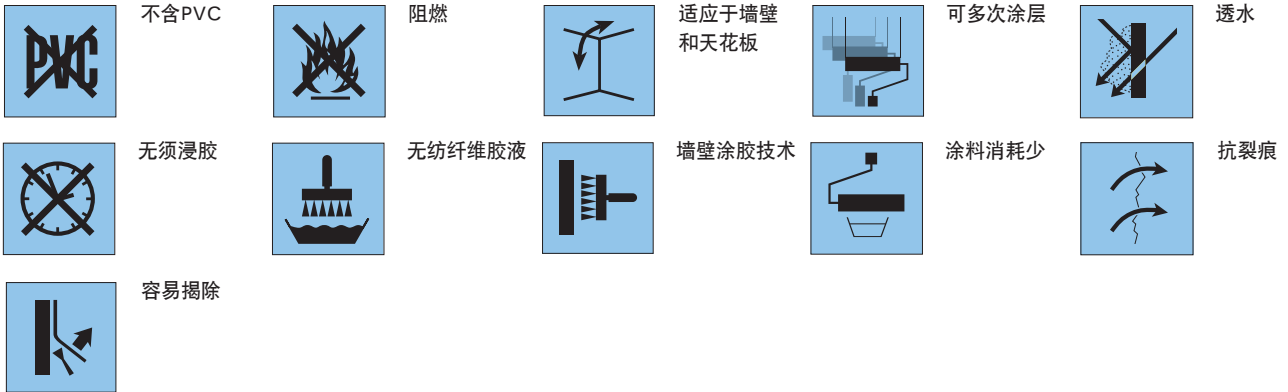 PVC
不含PVC
阻燃
适应于墙壁
和天花板
可多次涂层
透水
无须浸胶
无纺纤维胶液
墙壁涂胶技术
涂料消耗少
抗裂痕
容易揭除